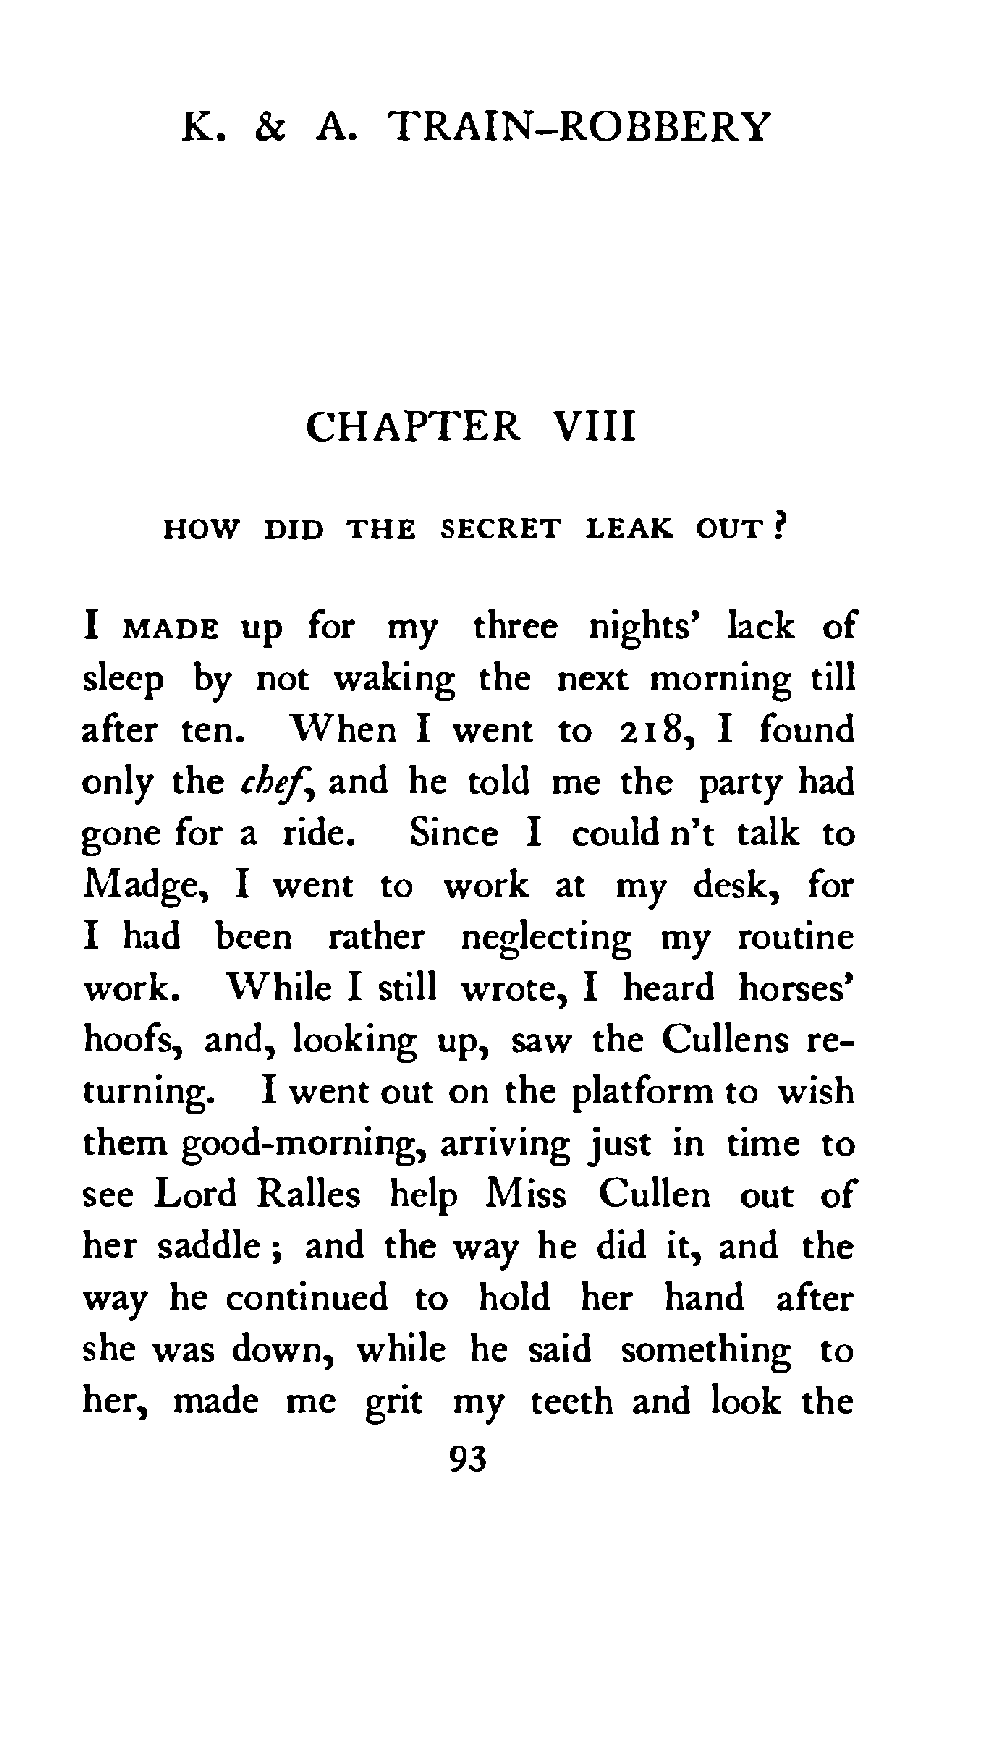 K. & A. TRAIN-ROBBERY
CHAPTER VIII
HOW DID THE SECRET LEAK OUT?
I MADE up for my three nights' lack of
sleep by not waking the next morning till
after ten. When I went to 218, I found
only the chef, and he told me the party had
gone for a ride. Since I could n't talk to
Madge, I went to work at my desk, for
I had been rather neglecting my routine
work. While I still wrote, I heard horses'
hoofs, and, looking up, saw the Cullens re-
turning. I went out on the platform to wish
them good-morning, arriving just in time to
see Lord Ralles help Miss Cullen out of
her saddle; and the way he did it, and the
way he continued to hold her hand after
she was down, while he said something to
her, made me grit my teeth and look the
93